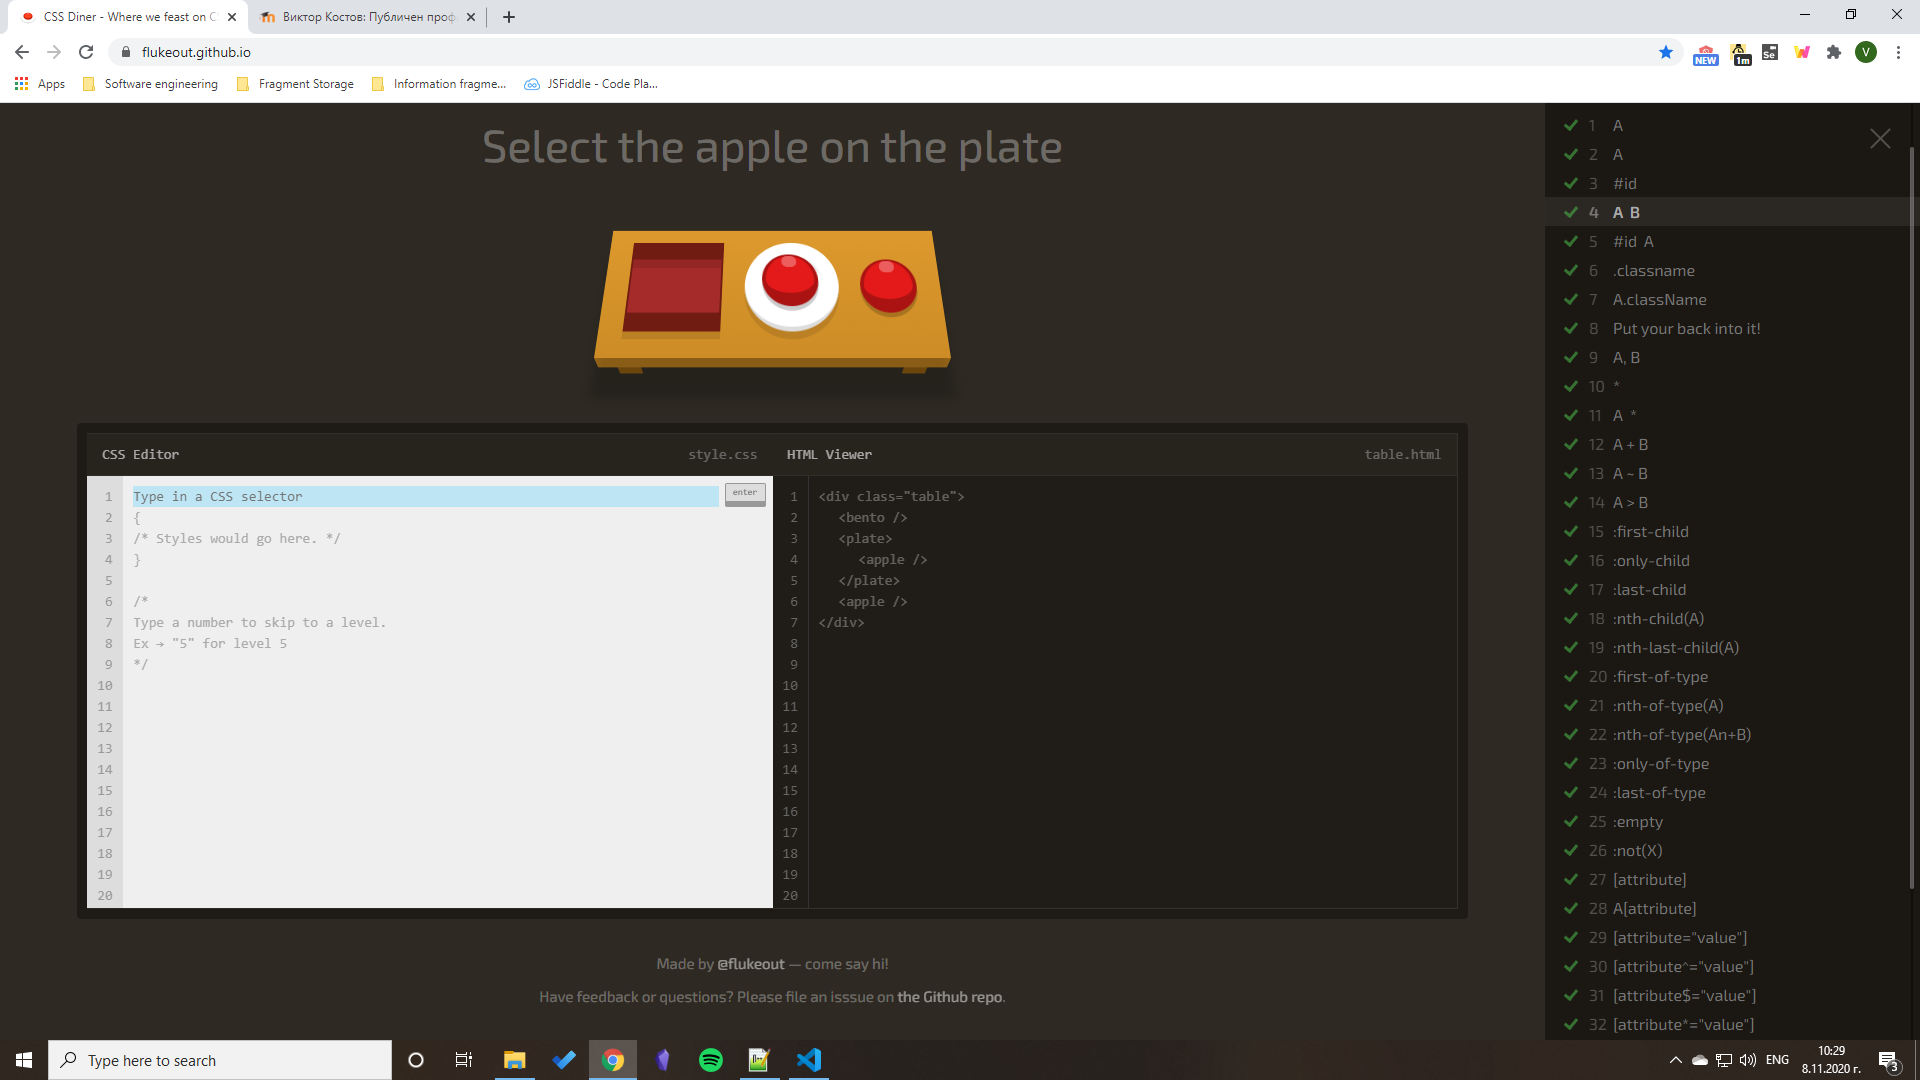 CSS Diner - Where we feast on C
Виктор Костов: Публичен проф
flukeout.github.io
NEW
1m
Se
V
Apps
Software engineering
Fragment Storage
Information fragme...
JSFiddle - Code Pla...
Select the apple on the plate
CSS Editor
style.css
HTML Viewer
table.html
1 Type in a CSS selector
enter
2 {
3 /* Styles would go here. */
4 }
5
6 /*
7 Type a number to skip to a level.
8 Ex → "5" for level 5
9 */
10
11
12
13
14
15
16
17
18
19
20
1 <div class="table">
2 <bento />
3 <plate>
4 <apple />
5 </plate>
6 <apple />
7 </div>
8
9
10
11
12
13
14
15
16
17
18
19
20
Made by @flukeout — come say hi!
Have feedback or questions? Please file an isssue on the Github repo.
1 A
2 A
3 #id
4 A B
5 #id A
6 .classname
7 A.className
8 Put your back into it!
9 A, B
10 *
11 A *
12 A + B
13 A ~ B
14 A > B
15 :first-child
16 :only-child
17 :last-child
18 :nth-child(A)
19 :nth-last-child(A)
20 :first-of-type
21 :nth-of-type(A)
22 :nth-of-type(An+B)
23 :only-of-type
24 :last-of-type
25 :empty
26 :not(X)
27 [attribute]
28 A[attribute]
29 [attribute="value"]
30 [attribute^="value"]
31 [attribute$="value"]
32 [attribute*="value"]
Type here to search
ENG
10:29
8.11.2020 г.
3